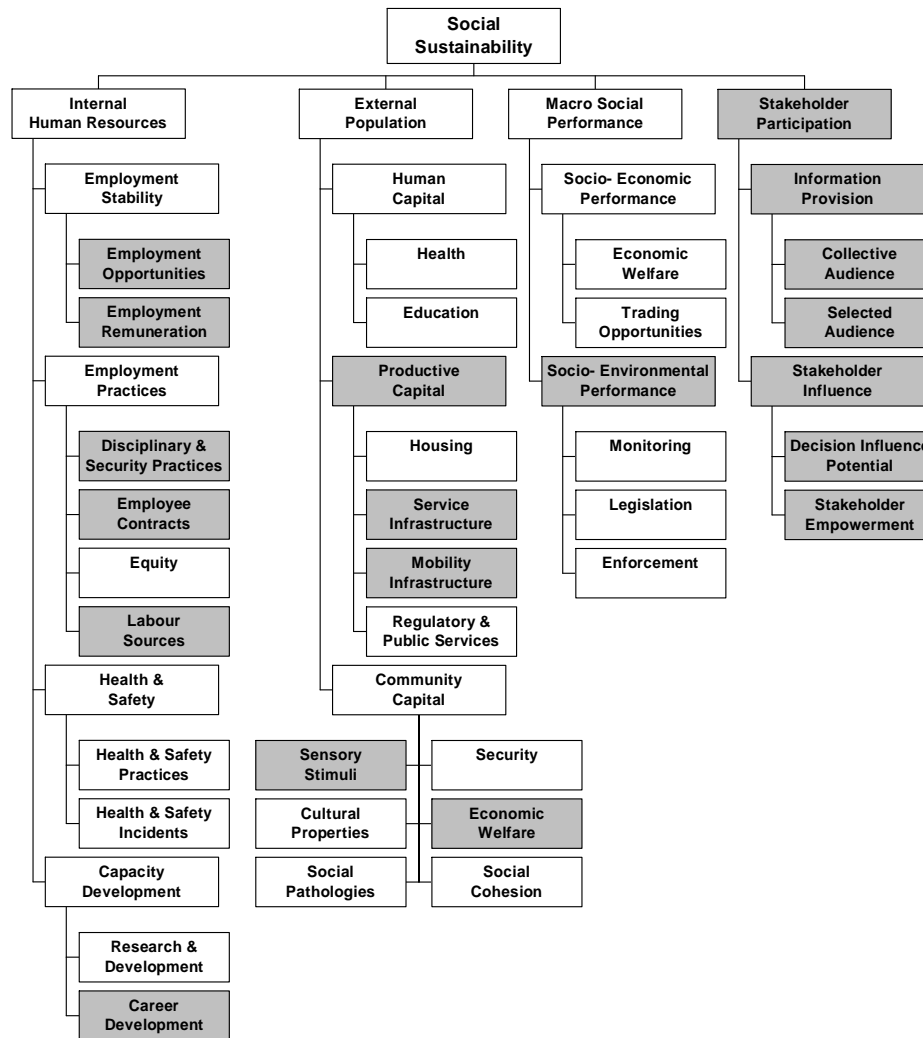 Social
Sustainability
Internal
Human Resources
Employment
Stability
Employment
Opportunities
Employment
Remuneration
Employment
Practices
Disciplinary &
Security Practices
Employee
Contracts
Equity
Labour
Sources
Health &
Safety
Health & Safety
Practices
Health & Safety
Incidents
Capacity
Development
Research &
Development
Career
Development
External
Population
Human
Capital
Health
Education
Productive
Capital
Housing
Service
Infrastructure
Mobility
Infrastructure
Regulatory &
Public Services
Community
Capital
Sensory
Stimuli
Security
Cultural
Properties
Economic
Welfare
Social
Pathologies
Social
Cohesion
Macro Social
Performance
Socio- Economic
Performance
Economic
Welfare
Trading
Opportunities
Socio- Environmental
Performance
Monitoring
Legislation
Enforcement
Stakeholder
Participation
Information
Provision
Collective
Audience
Selected
Audience
Stakeholder
Influence
Decision Influence
Potential
Stakeholder
Empowerment